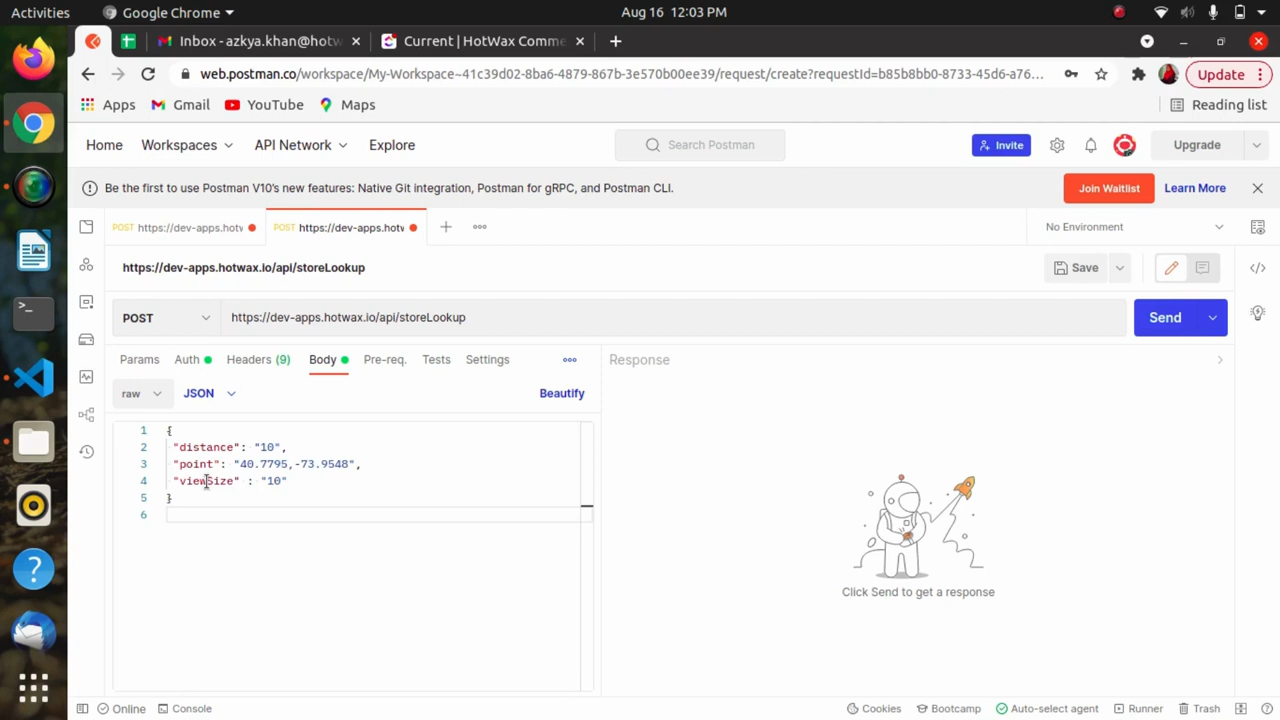 Activities
Google Chrome
Aug 16 12:03 PM
Inbox - azkya.khan@hotw
Current | HotWax Comme
web.postman.co/workspace/My-Workspace~41c39d02-8ba6-4879-867b-3e570b00ee39/request/create?requestId=b85b8bb0-8733-45d6-a76...
Update
Apps
Gmail
YouTube
Maps
Reading list
Home
Workspaces
API Network
Explore
Search Postman
Invite
Upgrade
Be the first to use Postman V10's new features: Native Git integration, Postman for gRPC, and Postman CLI.
Join Waitlist
Learn More
POST https://dev-apps.hotv
POST https://dev-apps.hotv
No Environment
https://dev-apps.hotwax.io/api/storeLookup
Save
POST
https://dev-apps.hotwax.io/api/storeLookup
Send
Params
Auth
Headers (9)
Body
Pre-req.
Tests
Settings
Response
raw
JSON
Beautify
1 {
2 "distance": "10",
3 "point": "40.7795,-73.9548",
4 "viewSize" : "10"
5 }
6
Click Send to get a response
Online
Console
Cookies
Bootcamp
Auto-select agent
Runner
Trash